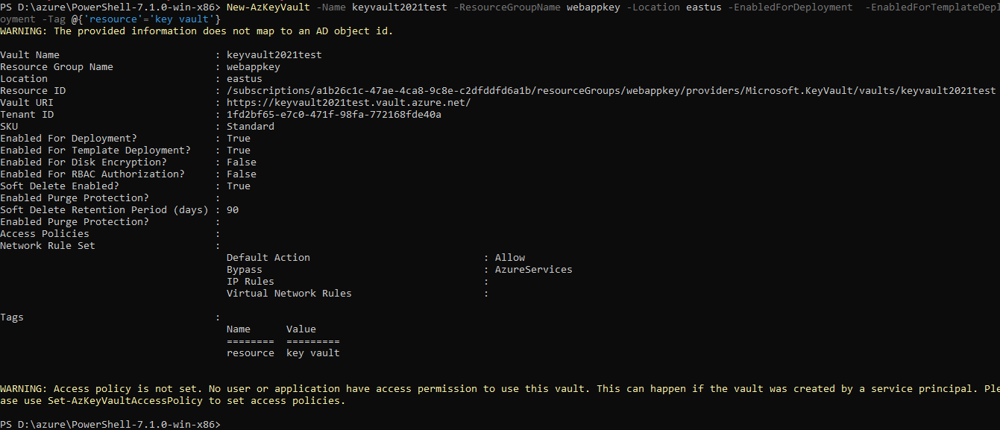 PS D:\azure\PowerShell-7.1.0-win-x86> New-AzKeyVault -Name keyvault2021test -ResourceGroupName webappkey -Location eastus -EnabledForDeployment  -EnabledForTemplateDepl
oyment -Tag @{'resource'='key vault'}
WARNING: The provided information does not map to an AD object id.
Vault Name                          : keyvault2021test
Resource Group Name                 : webappkey
Location                            : eastus
Resource ID                         : /subscriptions/a1b26c1c-47ae-4ca8-9c8e-c2dfddfd6a1b/resourceGroups/webappkey/providers/Microsoft.KeyVault/vaults/keyvault2021test
Vault URI                           : https://keyvault2021test.vault.azure.net/
Tenant ID                           : 1fd2bf65-e7c0-471f-98fa-772168fde40a
SKU                                 : Standard
Enabled For Deployment?             : True
Enabled For Template Deployment?    : True
Enabled For Disk Encryption?        : False
Enabled For RBAC Authorization?     : False
Soft Delete Enabled?                : True
Enabled Purge Protection?           :
Soft Delete Retention Period (days) : 90
Enabled Purge Protection?           :
Access Policies                     :
Network Rule Set                    :
Default Action                             : Allow
Bypass                                     : AzureServices
IP Rules                                   :
Virtual Network Rules                      :
Tags                                :
Name      Value
========  =========
resource  key vault
WARNING: Access policy is not set. No user or application have access permission to use this vault. This can happen if the vault was created by a service principal. Ple
ase use Set-AzKeyVaultAccessPolicy to set access policies.
PS D:\azure\PowerShell-7.1.0-win-x86>